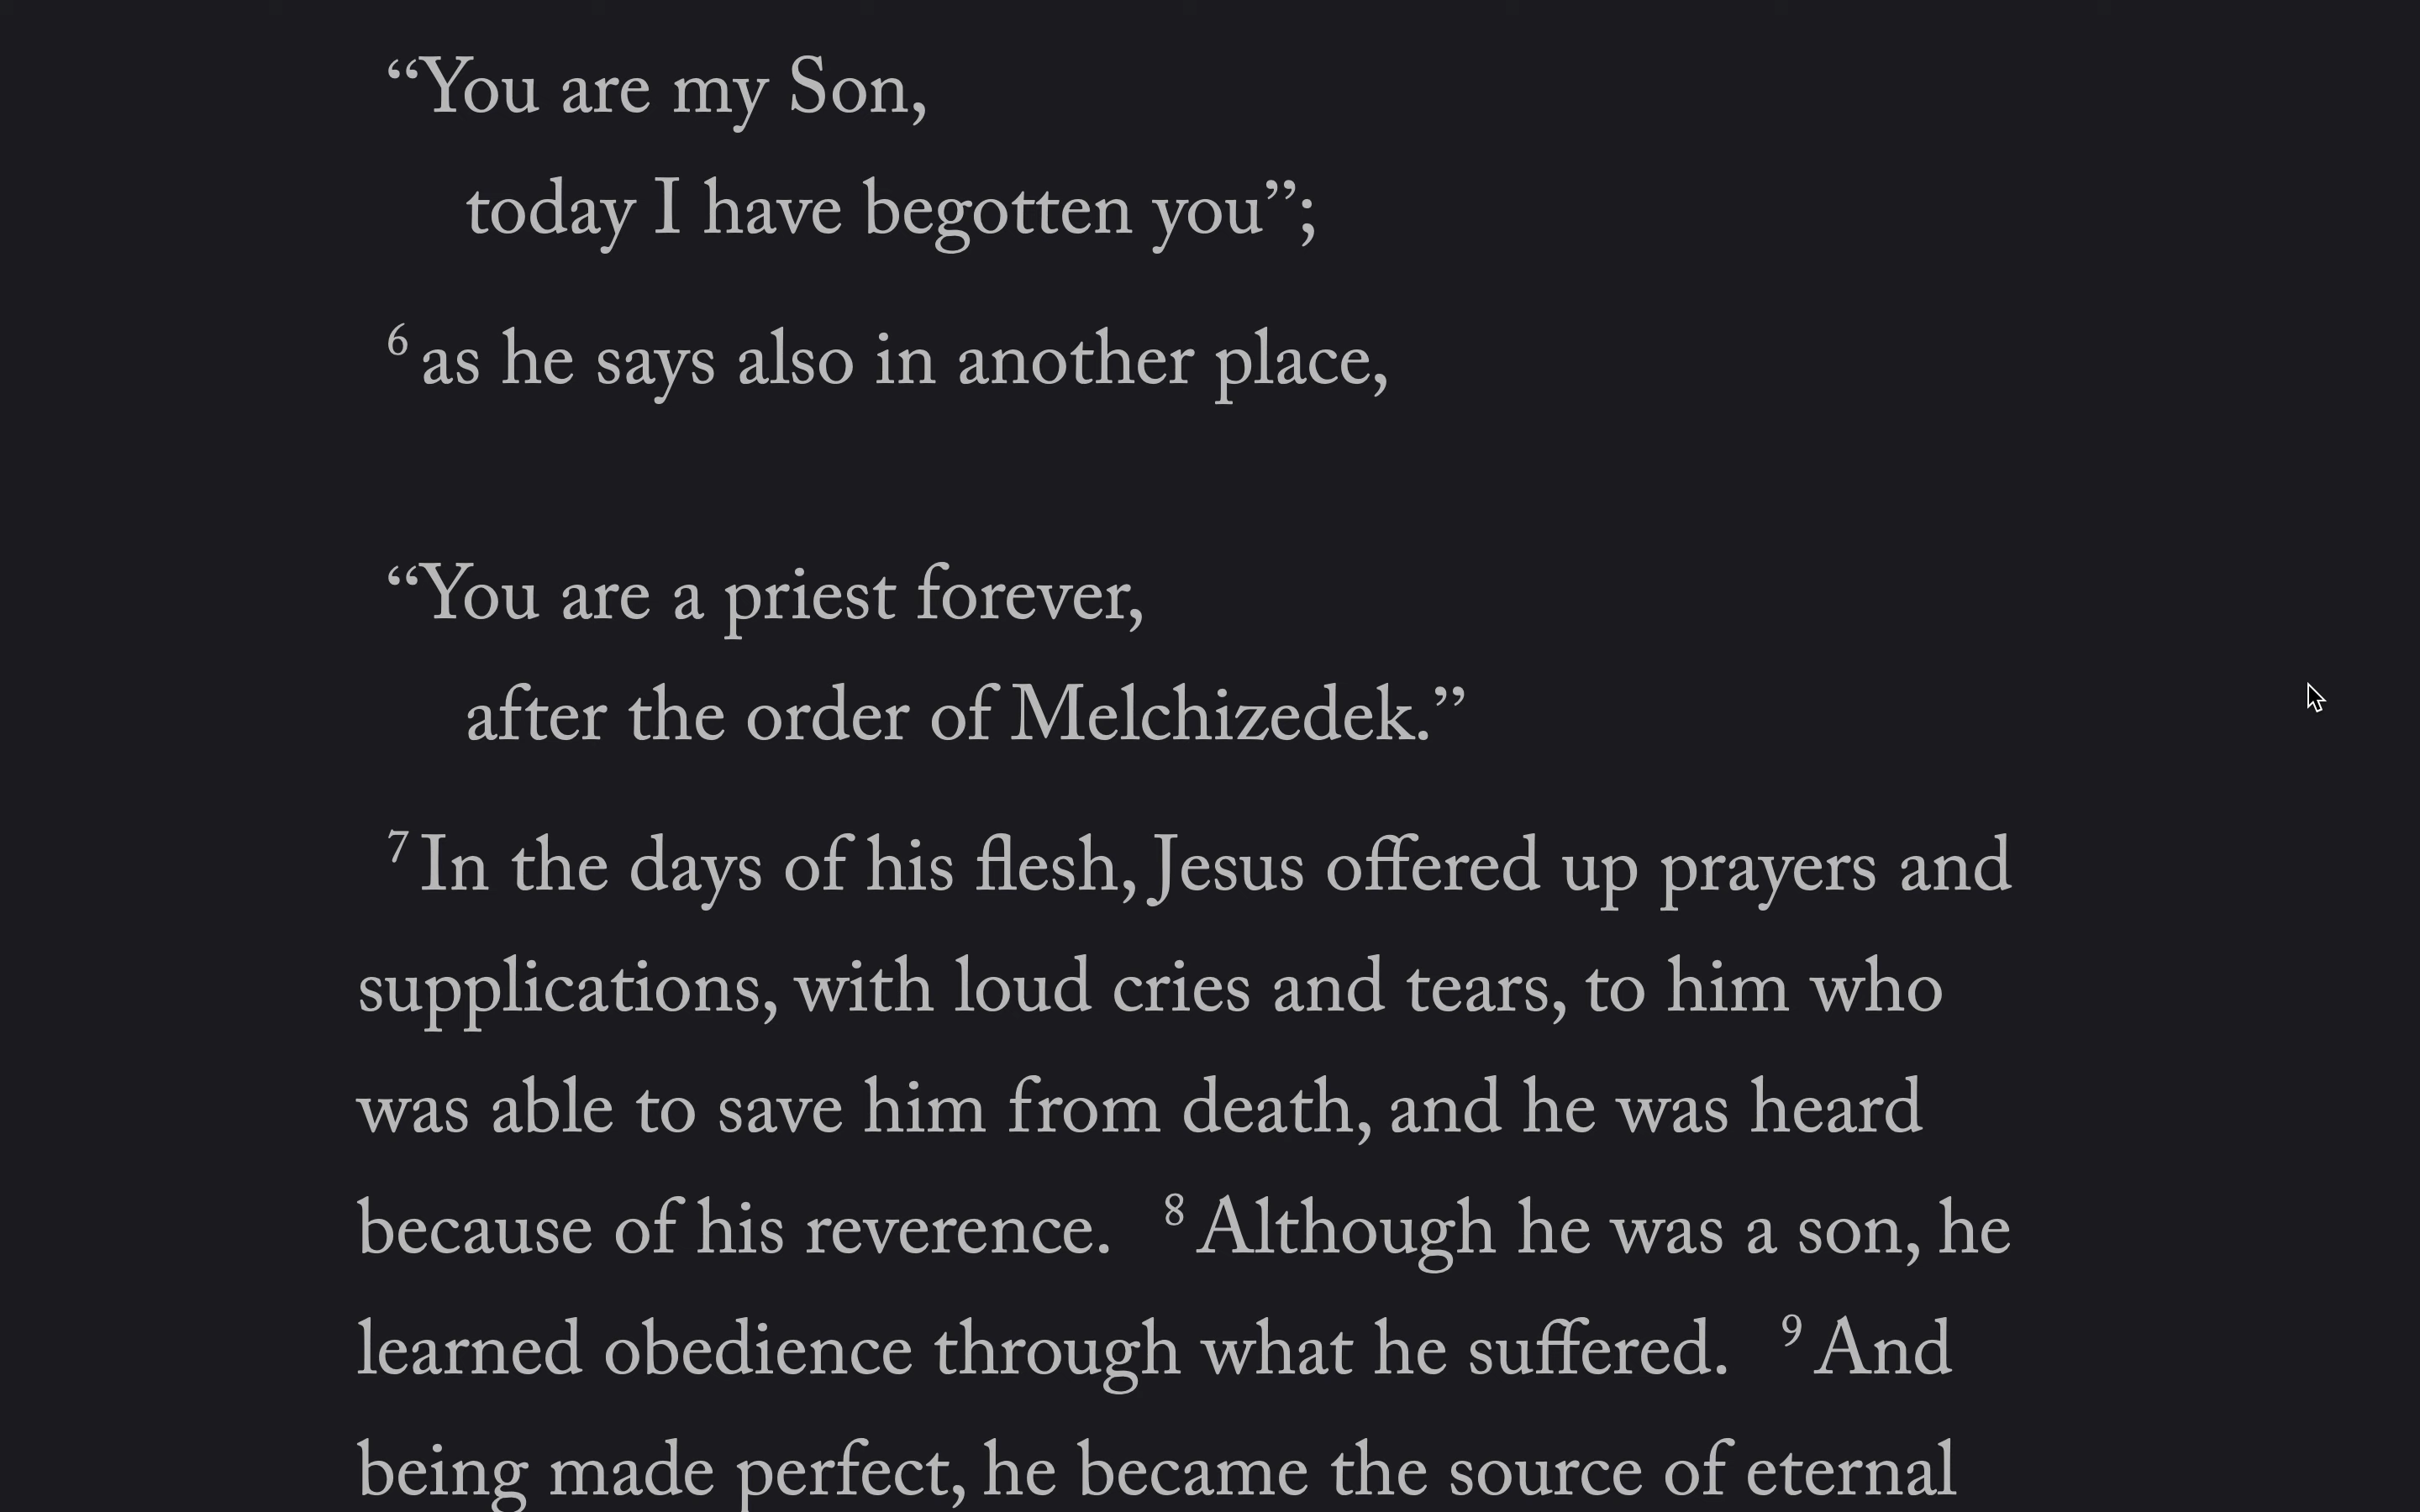 “You are my Son,
today I have begotten you”;
6 as he says also in another place,
“You are a priest forever,
after the order of Melchizedek.”
7 In the days of his flesh, Jesus offered up prayers and
supplications, with loud cries and tears, to him who
was able to save him from death, and he was heard
because of his reverence. 8 Although he was a son, he
learned obedience through what he suffered. 9 And
being made perfect, he became the source of eternal